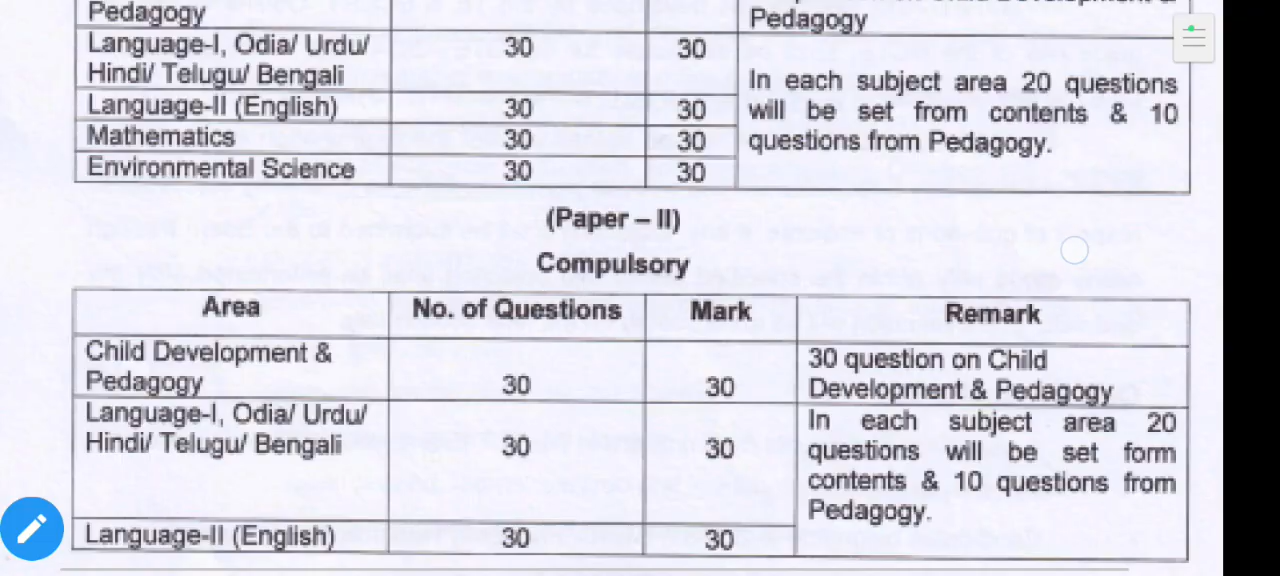 Pedagogy
Pedagogy
Language-I, Odia/ Urdu/ 30 30
Hindi/ Telugu/ Bengali
In each subject area 20 questions
will be set from contents & 10
questions from Pedagogy.
Language-II (English) 30 30
Mathematics 30 30
Environmental Science 30 30
(Paper – II)
Compulsory
Area No. of Questions Mark Remark
Child Development &
Pedagogy 30 30
30 question on Child
Development & Pedagogy
Language-I, Odia/ Urdu/
Hindi/ Telugu/ Bengali 30 30
In each subject area 20
questions will be set form
contents & 10 questions from
Pedagogy.
Language-II (English) 30 30